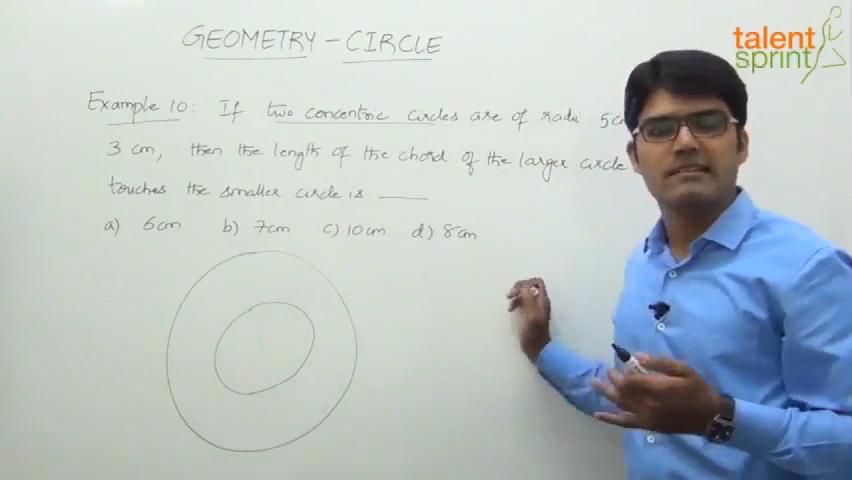 GEOMETRY - CIRCLE
talent
sprint
Example 10: If two concentric circles are of radii 5cm
3 cm, then the length of the chord of the larger circle
touches the smaller circle is ____
a) 6cm b) 7cm c) 10cm d) 8cm